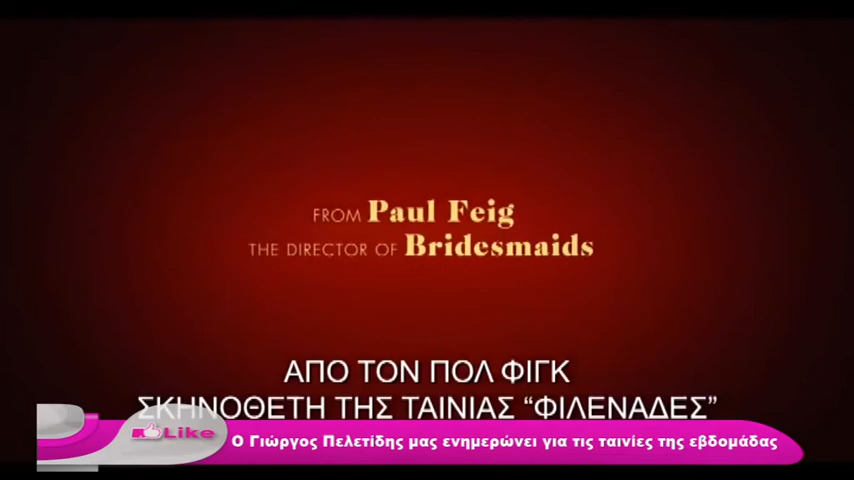 FROM Paul Feig
THE DIRECTOR OF Bridesmaids
ΑΠΟ ΤΟΝ ΠΟΛ ΦΙΓΚ
ΣΚΗΝΟΘΕΤΗ ΤΗΣ ΤΑΙΝΙΑΣ “ΦΙΛΕΝΑΔΕΣ”
Like
Ο Γιώργος Πελετίδης μας ενημερώνει για τις ταινίες της εβδομάδας